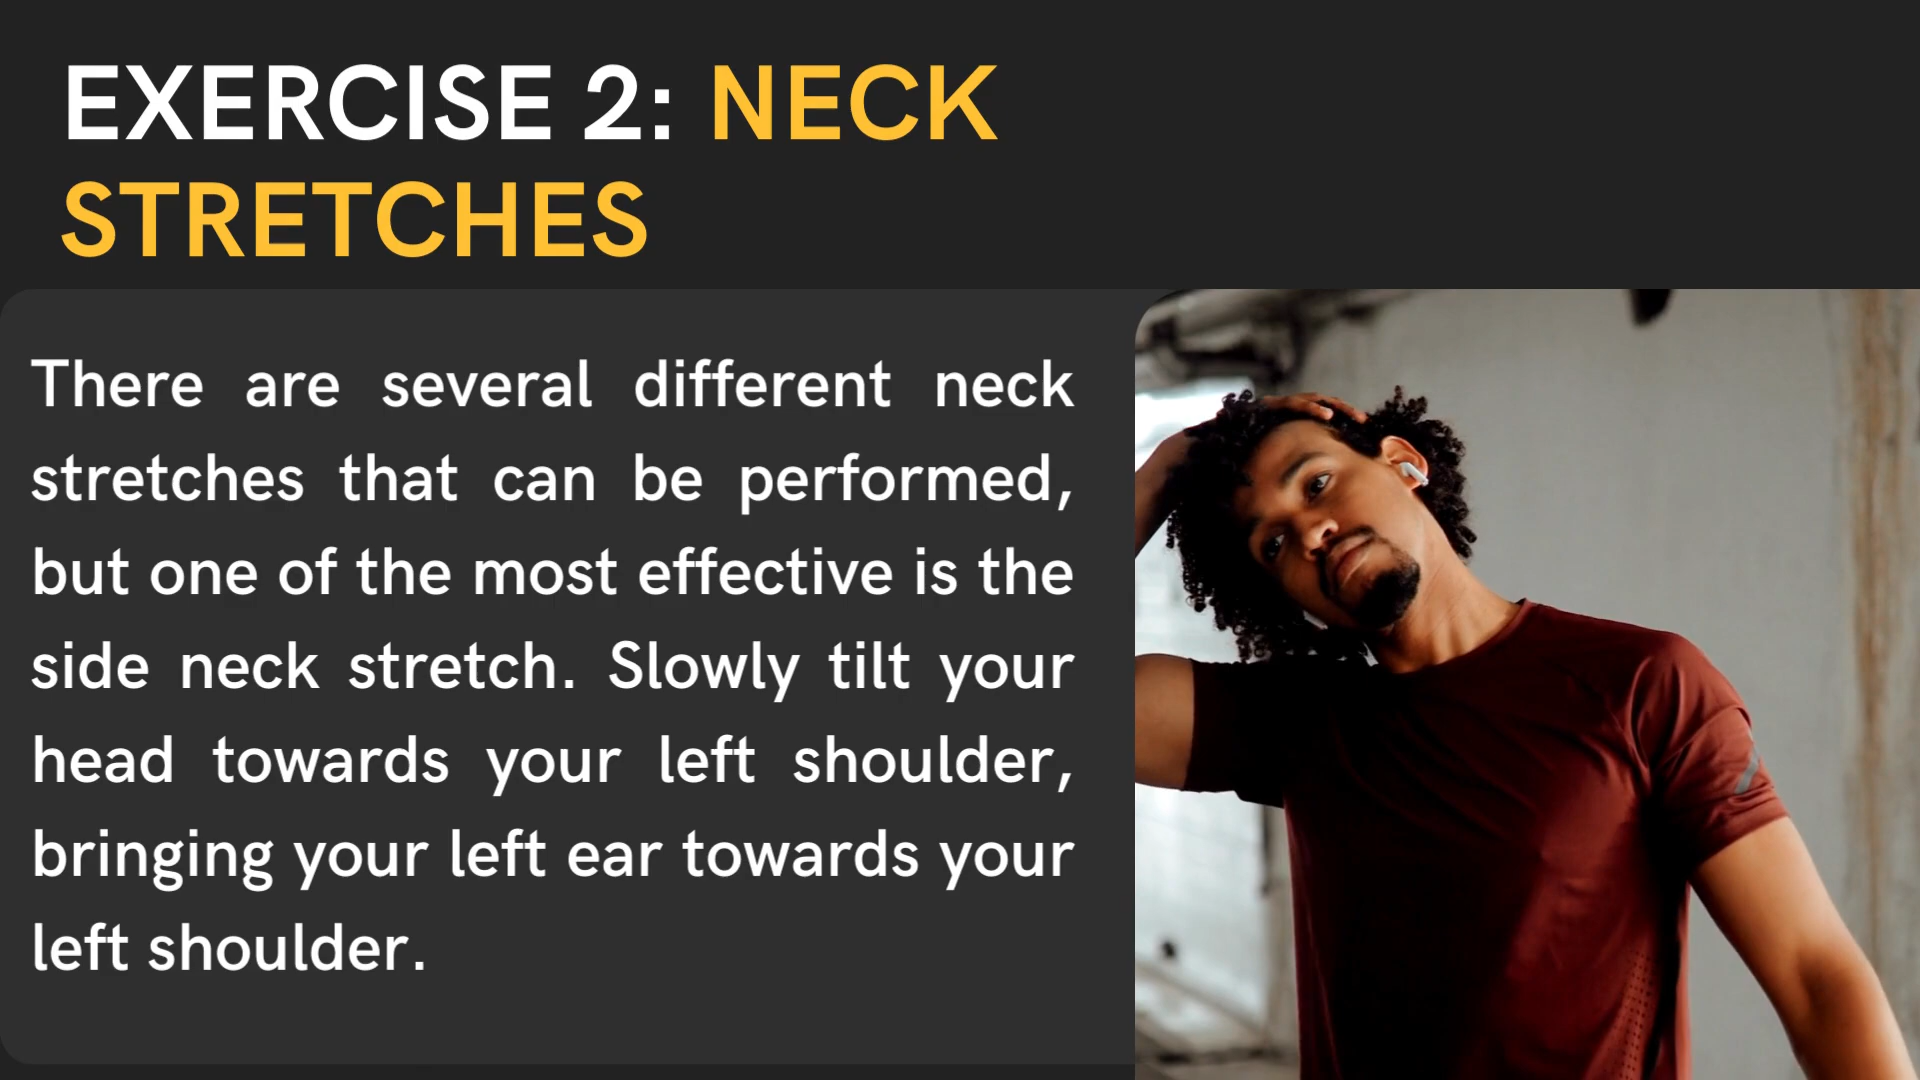 EXERCISE 2: NECK
STRETCHES
There are several different neck
stretches that can be performed,
but one of the most effective is the
side neck stretch. Slowly tilt your
head towards your left shoulder,
bringing your left ear towards your
left shoulder.